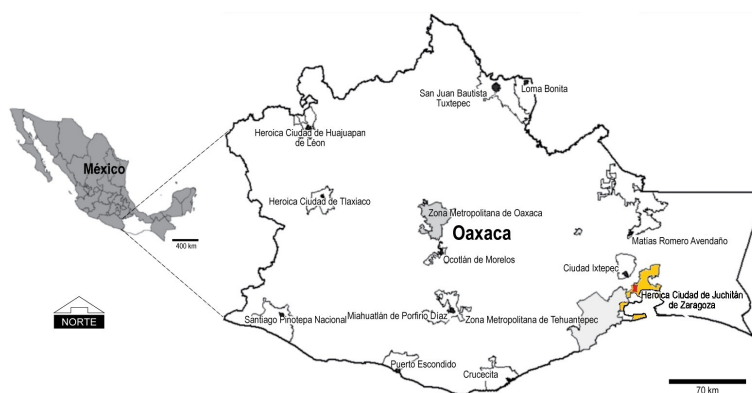 San Juan Bautista
Tuxtepec
Loma Bonita
Heroica Ciudad de Huajuapan
de Léon
México
400 km
Heroica Ciudad de Tlaxiaco
Zona Metropolitana de Oaxaca
Oaxaca
Ocotlán de Morelos
Matías Romero Avendaño
Ciudad Ixtepec
Heroica Ciudad de Juchitán
de Zaragoza
NORTE
Santiago Pinotepa Nacional
Miahuatlán de Porfirio Díaz
Zona Metropolitana de Tehuantepec
Puerto Escondido
Crucecita
70 km